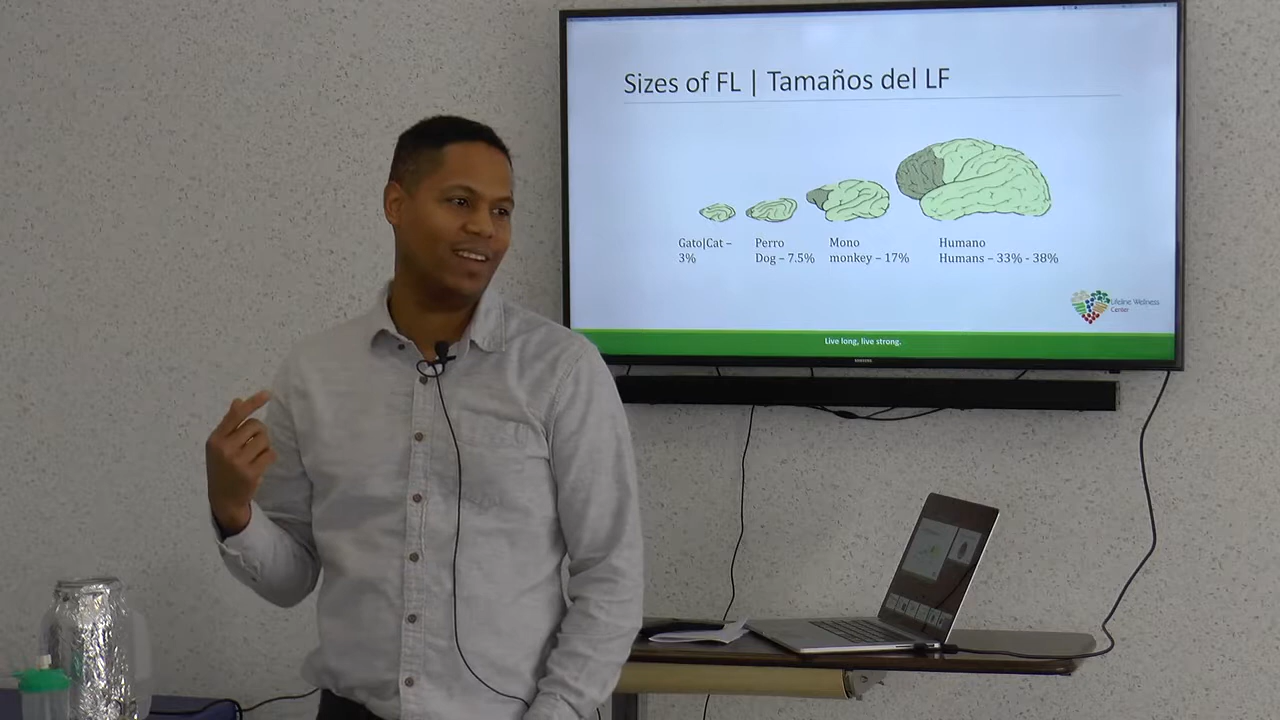 Sizes of FL | Tamaños del LF
Gato|Cat –
3%
Perro
Dog – 7.5%
Mono
monkey – 17%
Humano
Humans – 33% - 38%
Lifeline Wellness
Center
Live long, live strong.
SAMSUNG